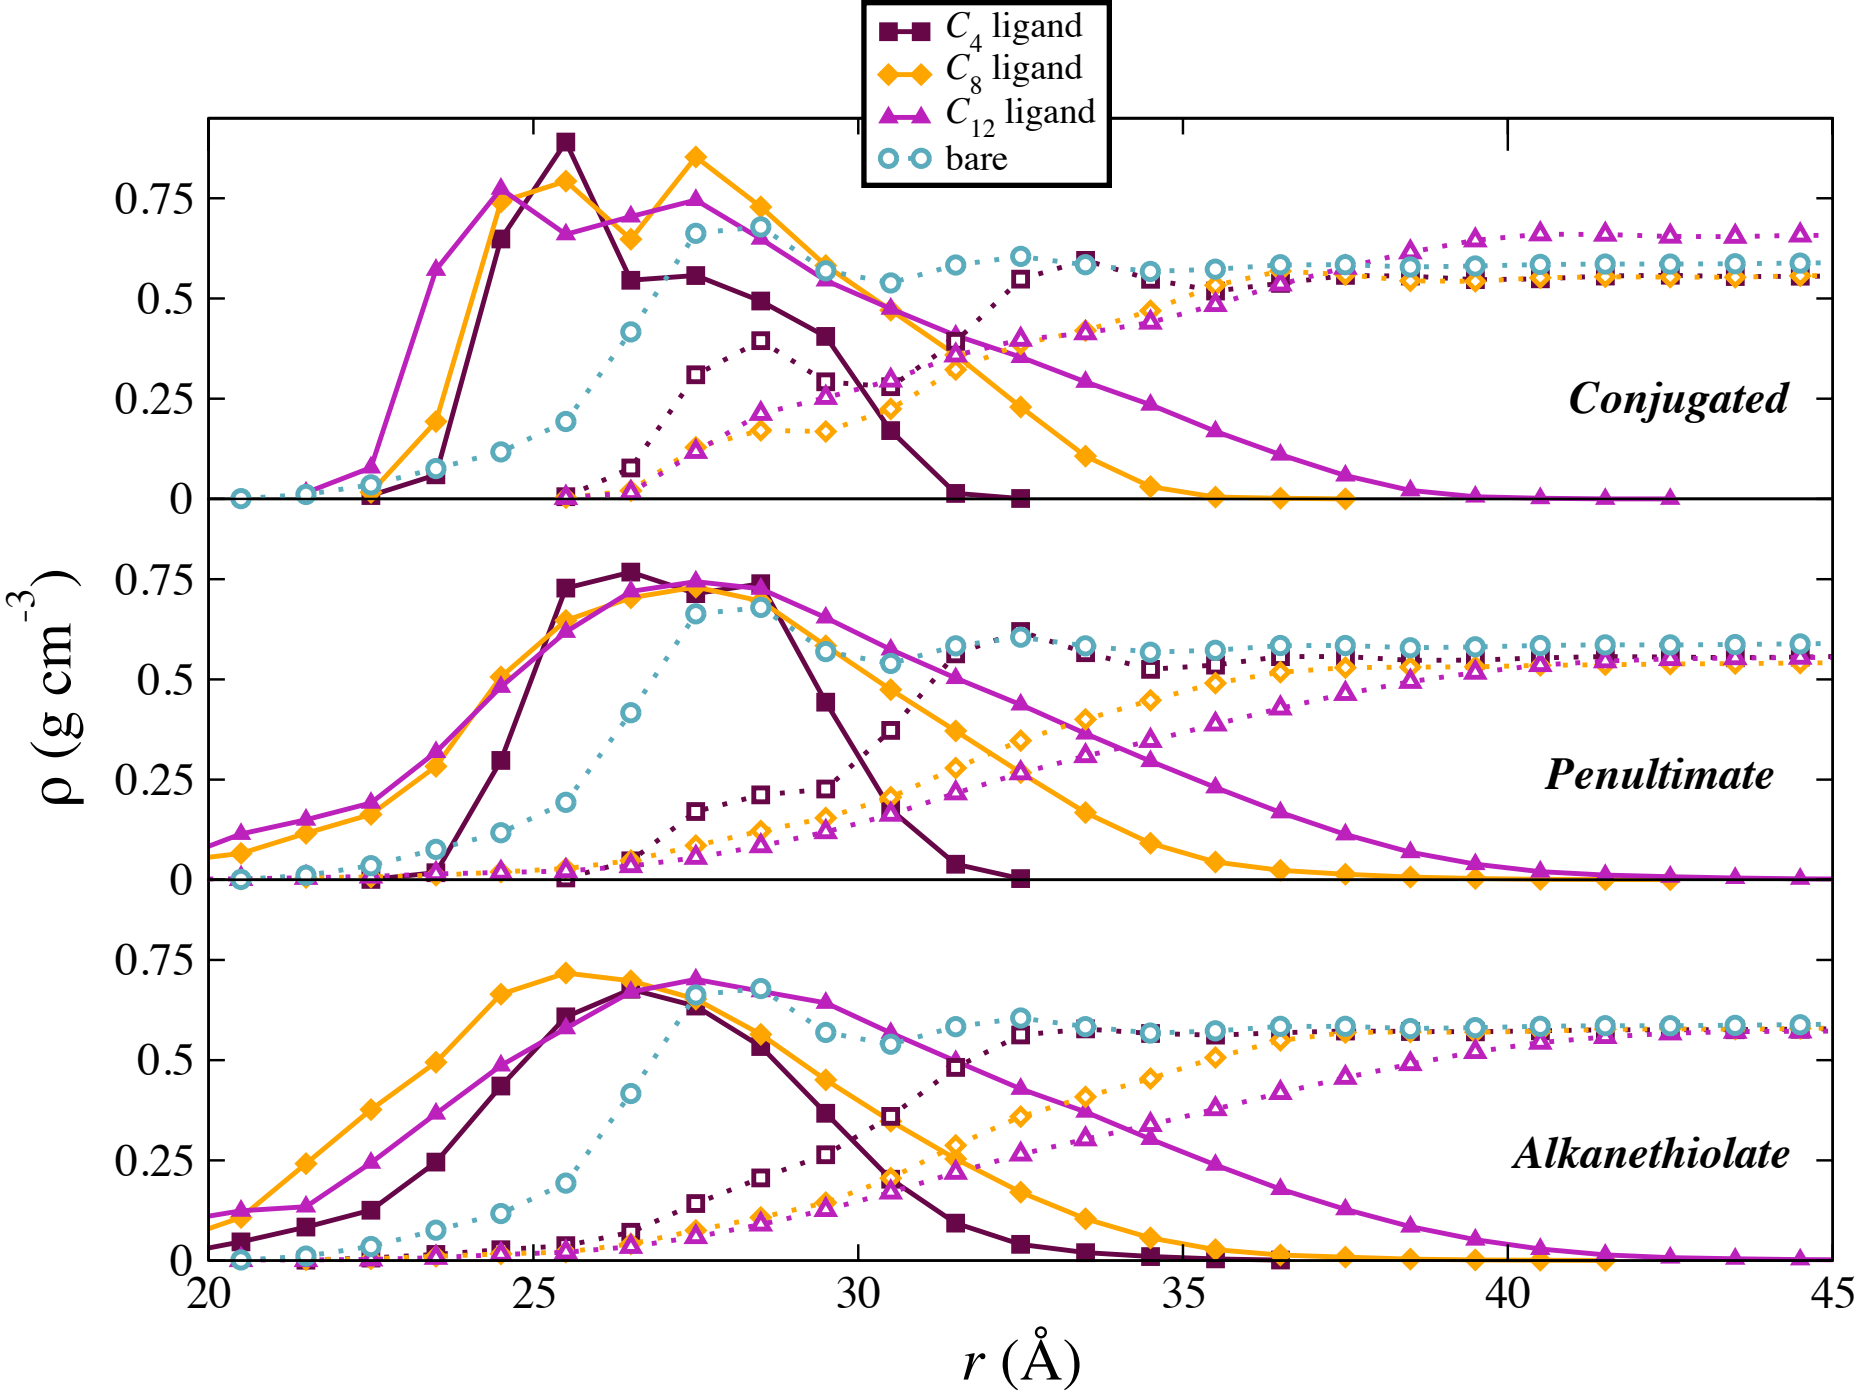 C4 ligand
C8 ligand
C12 ligand
bare
0.75
0.5
0.25
0
Conjugated
0.75
0.5
0.25
0
Penultimate
ρ (g cm-3)
0.75
0.5
0.25
0
Alkanethiolate
20 25 30 35 40 45
r (Å)